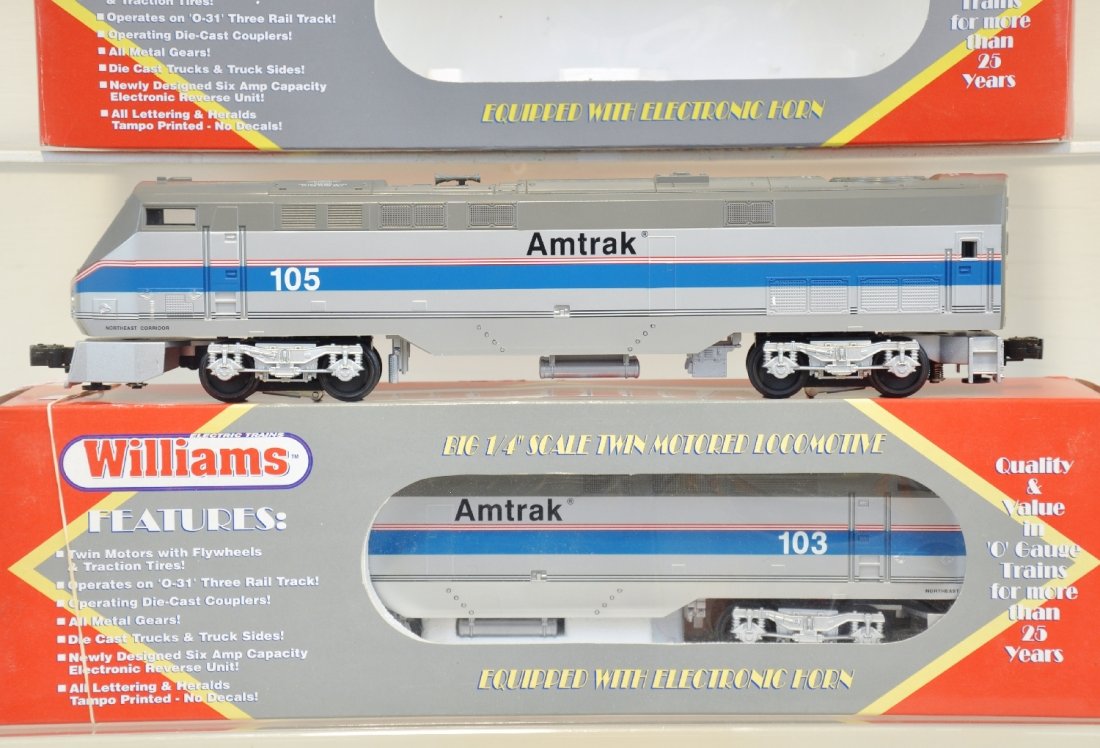 & Traction Tires!
■ Operates on 'O-31' Three Rail Track!
■ Operating Die-Cast Couplers!
■ All Metal Gears!
■ Die Cast Trucks & Truck Sides!
■ Newly Designed Six Amp Capacity
Electronic Reverse Unit!
■ All Lettering & Heralds
Tampo Printed - No Decals!
EQUIPPED WITH ELECTRONIC HORN
Trains
for more
than
25
Years
Amtrak®
105
NORTHEAST CORRIDOR
ELECTRIC TRAINS
Williams™
BIG 1/4" SCALE TWIN MOTORED LOCOMOTIVE
FEATURES:
■ Twin Motors with Flywheels
& Traction Tires!
■ Operates on 'O-31' Three Rail Track!
■ Operating Die-Cast Couplers!
■ All Metal Gears!
■ Die Cast Trucks & Truck Sides!
■ Newly Designed Six Amp Capacity
Electronic Reverse Unit!
■ All Lettering & Heralds
Tampo Printed - No Decals!
Amtrak®
103
NORTHEAST
EQUIPPED WITH ELECTRONIC HORN
Quality
&
Value
in
'O' Gauge
Trains
for more
than
25
Years